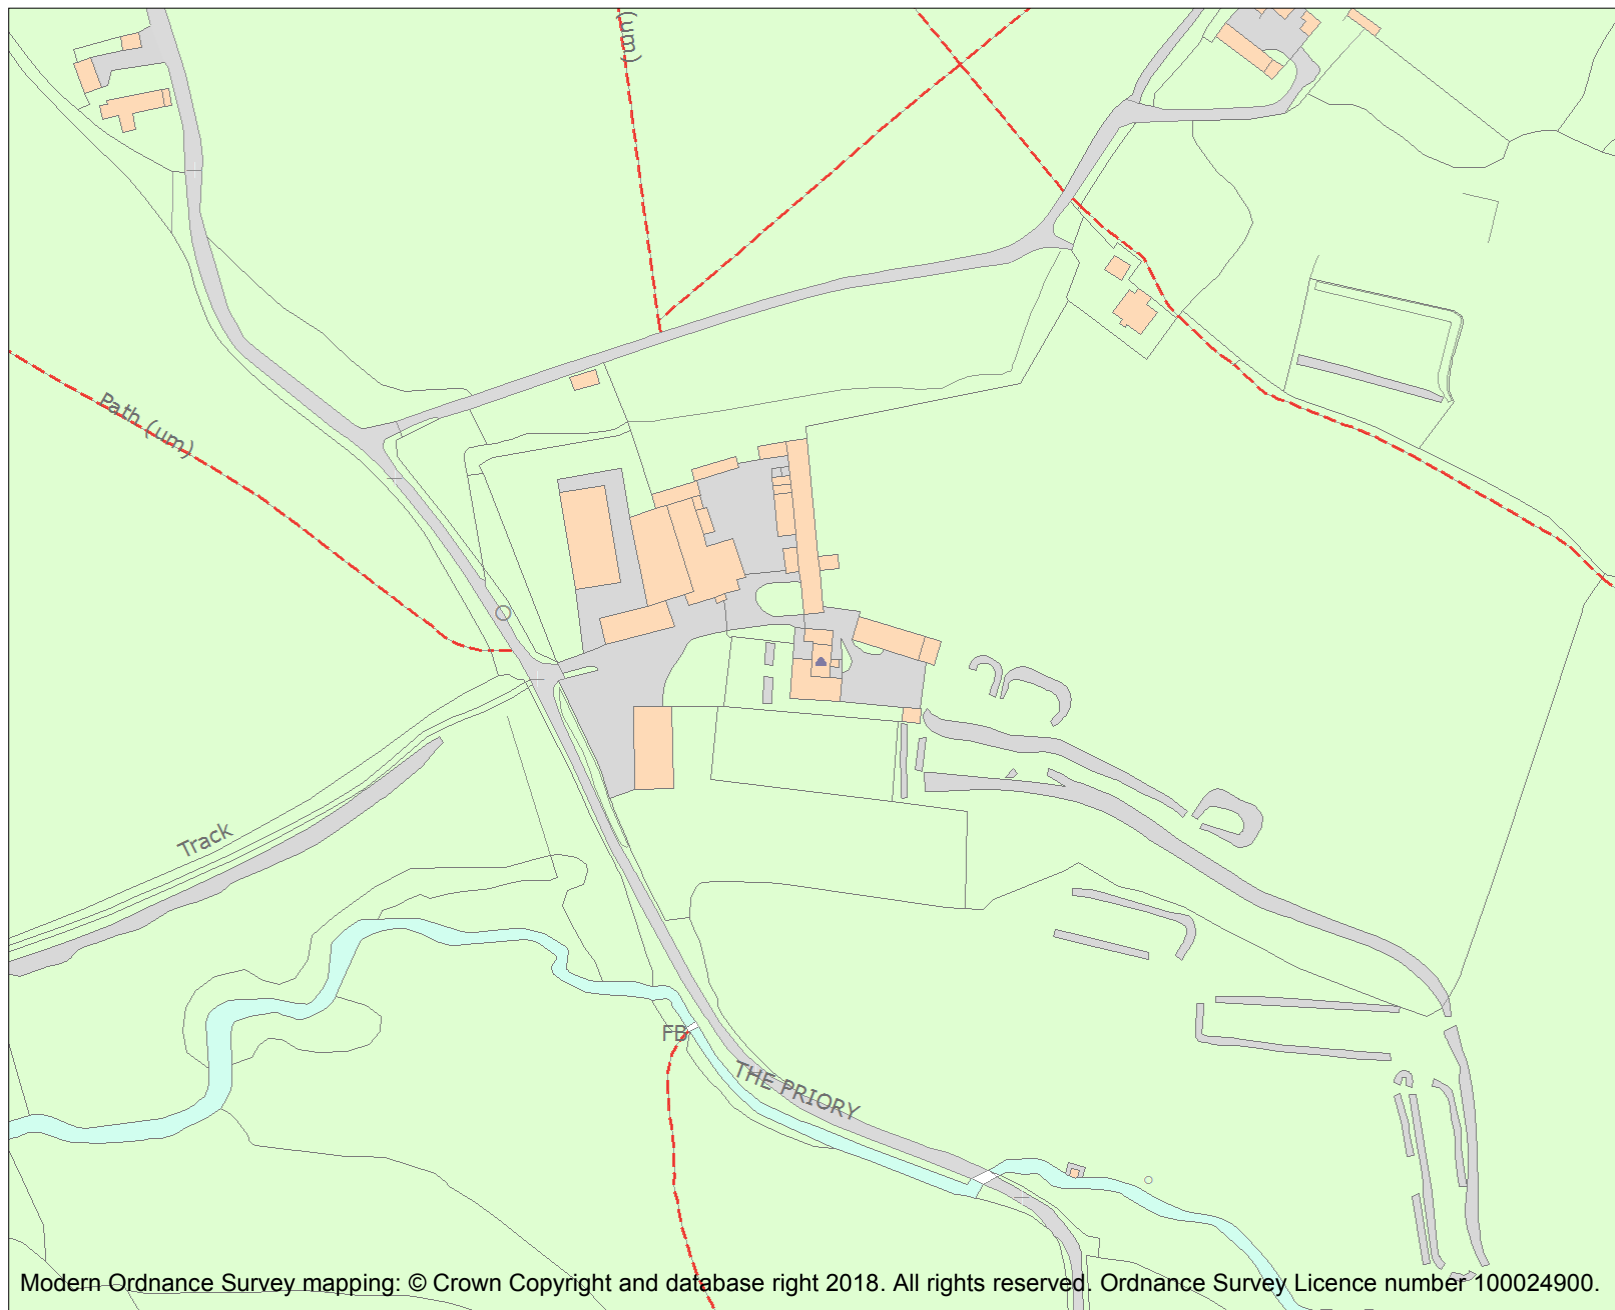 (um)
Path (um)
Track
FB
THE PRIORY
Modern Ordnance Survey mapping: © Crown Copyright and database right 2018. All rights reserved. Ordnance Survey Licence number 100024900.